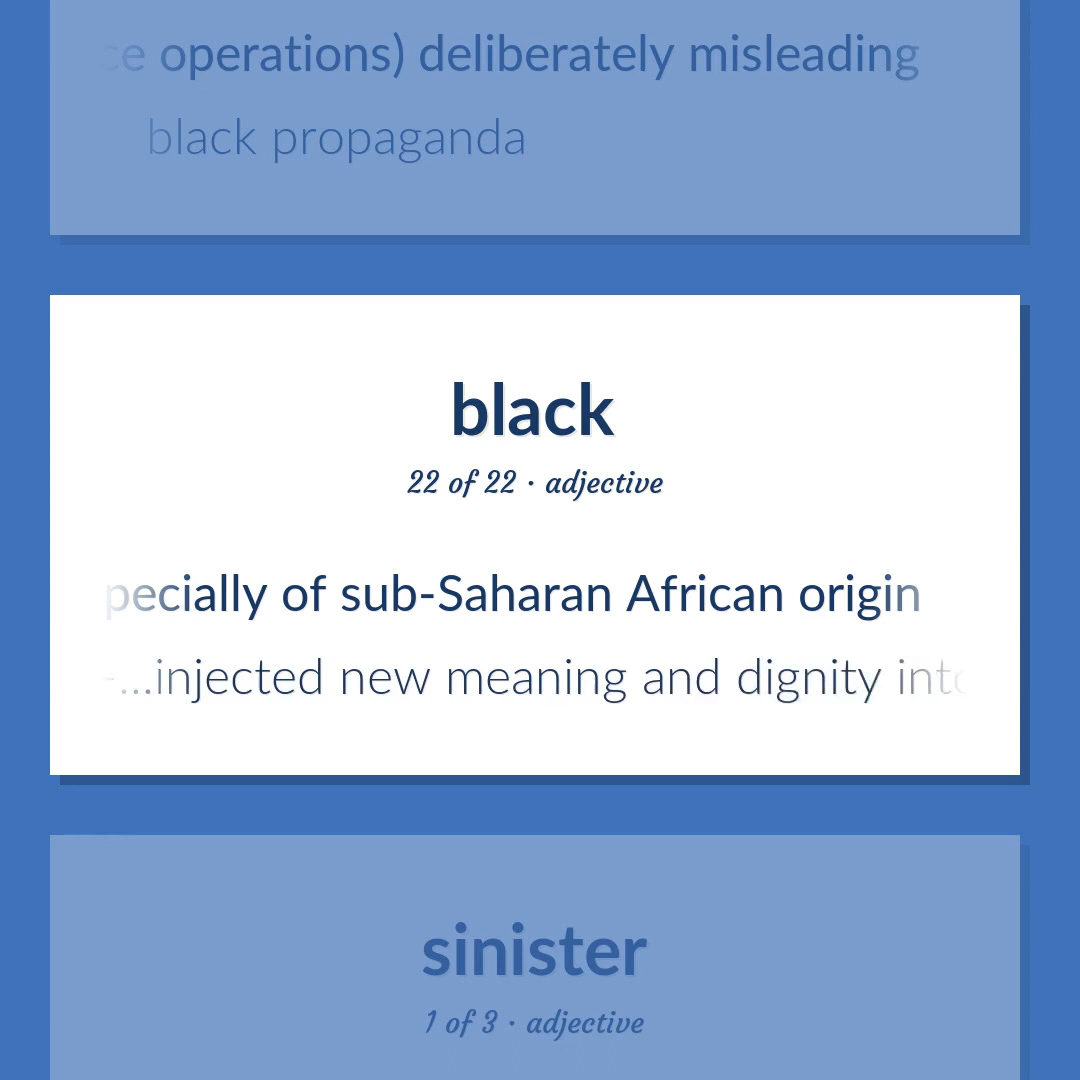 operations) deliberately misleading
black propaganda
black
22 of 22 · adjective
pecially of sub-Saharan African origin
...injected new meaning and dignity into
sinister
1 of 3 · adjective